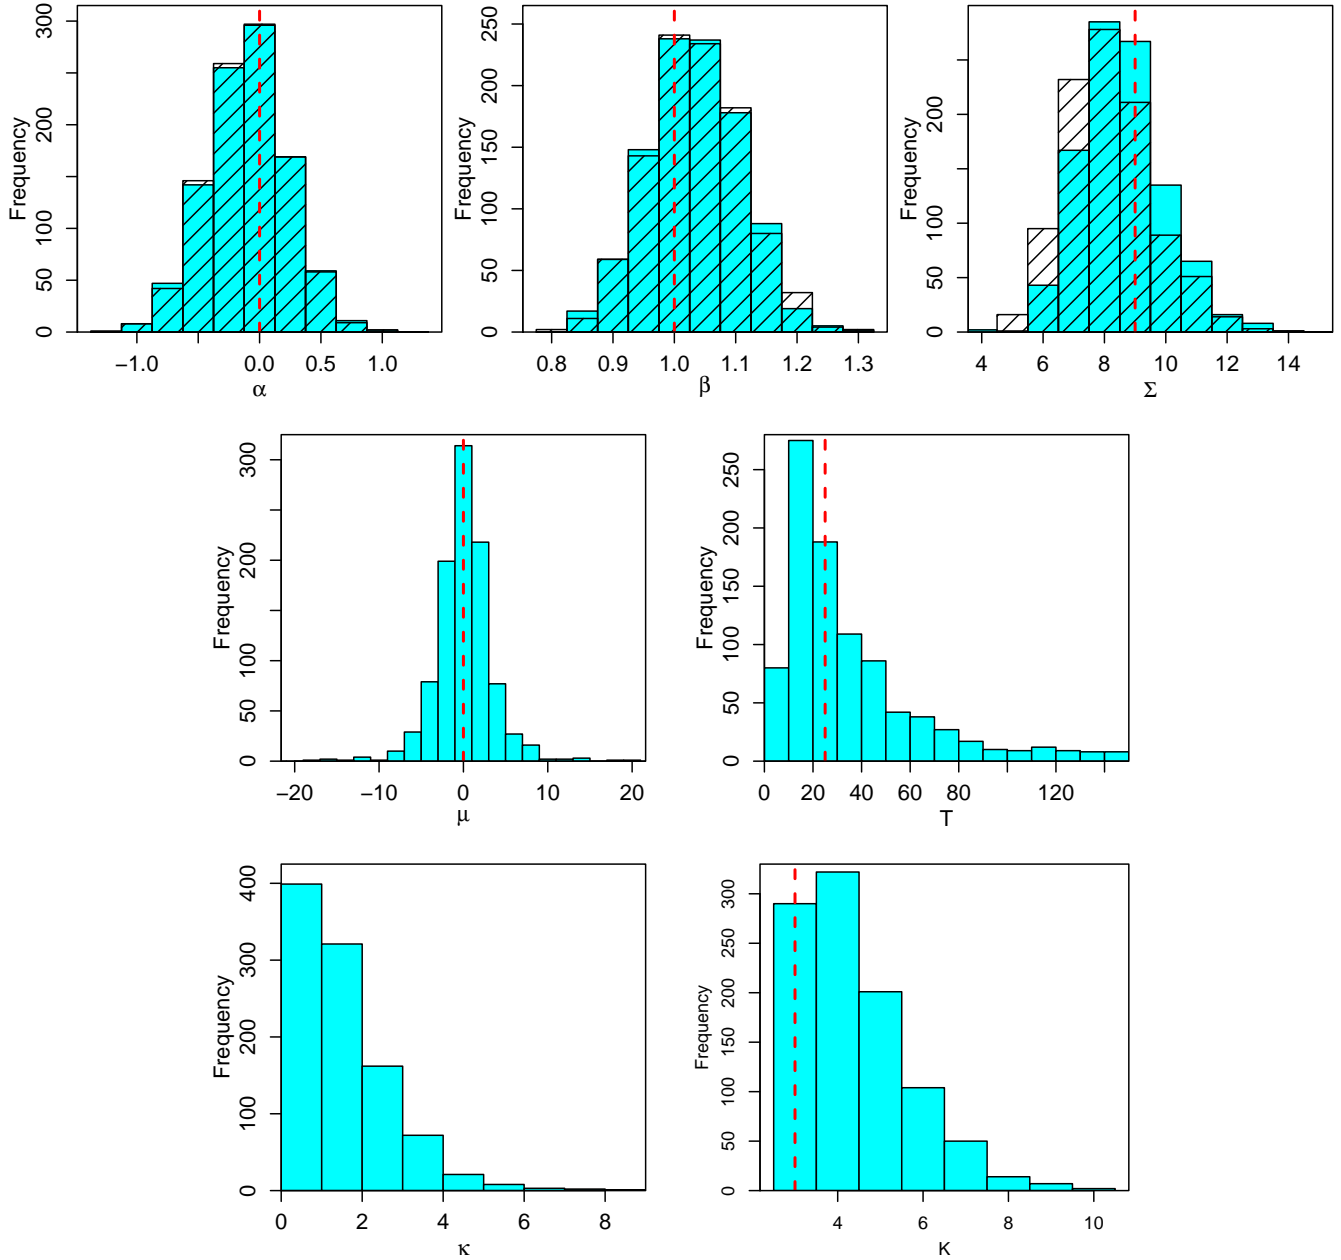 Frequency
0 50 100 200 300
−1.0 0.0 0.5 1.0
α
Frequency
0 50 100 150 200 250
0.8 0.9 1.0 1.1 1.2 1.3
β
Frequency
0 50 100 200
4 6 8 10 12 14
Σ
Frequency
0 50 100 200 300
−20 −10 0 10 20
μ
Frequency
0 50 100 150 200 250
0 20 40 60 80 120
T
Frequency
0 100 200 300 400
0 2 4 6 8
κ
Frequency
0 50 100 150 200 250 300
4 6 8 10
K